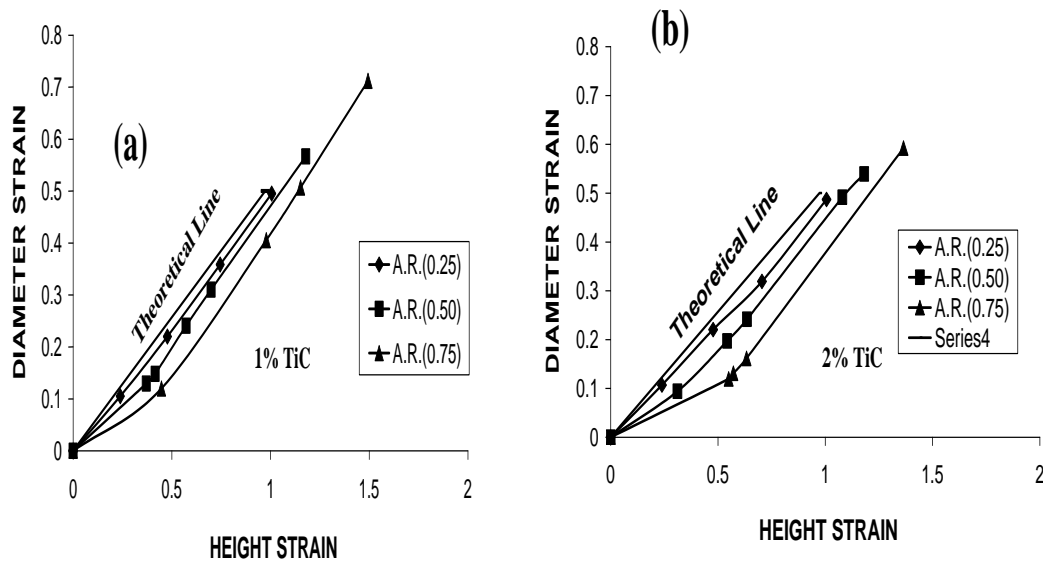 (a)
DIAMETER STRAIN
0.8
0.7
0.6
0.5
0.4
0.3
0.2
0.1
0
Theoretical Line
1% TiC
A.R.(0.25)
A.R.(0.50)
A.R.(0.75)
0 0.5 1 1.5 2
HEIGHT STRAIN
(b)
DIAMETER STRAIN
0.8
0.7
0.6
0.5
0.4
0.3
0.2
0.1
0
Theoretical Line
2% TiC
A.R.(0.25)
A.R.(0.50)
A.R.(0.75)
Series4
0 0.5 1 1.5 2
HEIGHT STRAIN